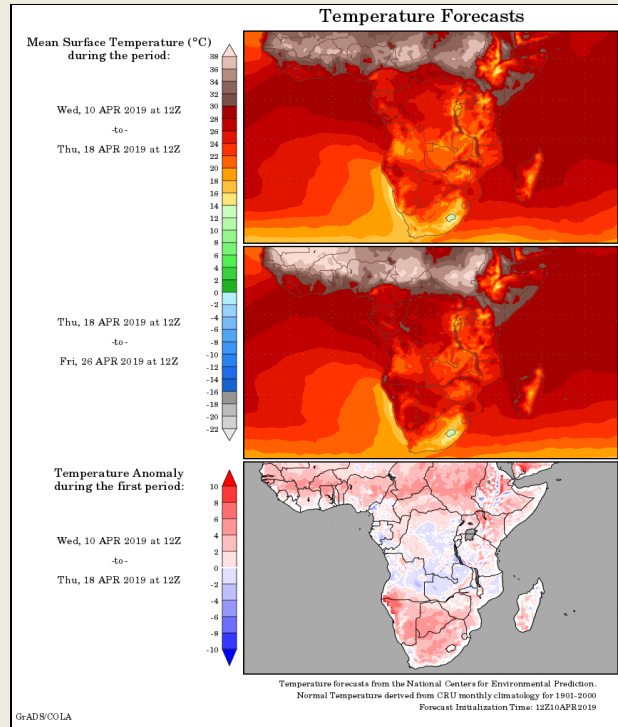 Temperature Forecasts
Mean Surface Temperature (°C)
during the period:
Wed, 10 APR 2019 at 12Z
-to-
Thu, 18 APR 2019 at 12Z
38
36
34
32
30
28
26
24
22
20
18
16
14
12
10
8
6
4
2
0
-2
-4
-6
-8
-10
-12
-14
-16
-18
-20
-22
Thu, 18 APR 2019 at 12Z
-to-
Fri, 26 APR 2019 at 12Z
Temperature Anomaly
during the first period:
Wed, 10 APR 2019 at 12Z
-to-
Thu, 18 APR 2019 at 12Z
10
8
6
4
2
0
-2
-4
-6
-8
-10
Temperature forecasts from the National Centers for Environmental Prediction.
Normal Temperature derived from CRU monthly climatology for 1901-2000
Forecast Initialization Time: 12Z10APR2019
GrADS/COLA